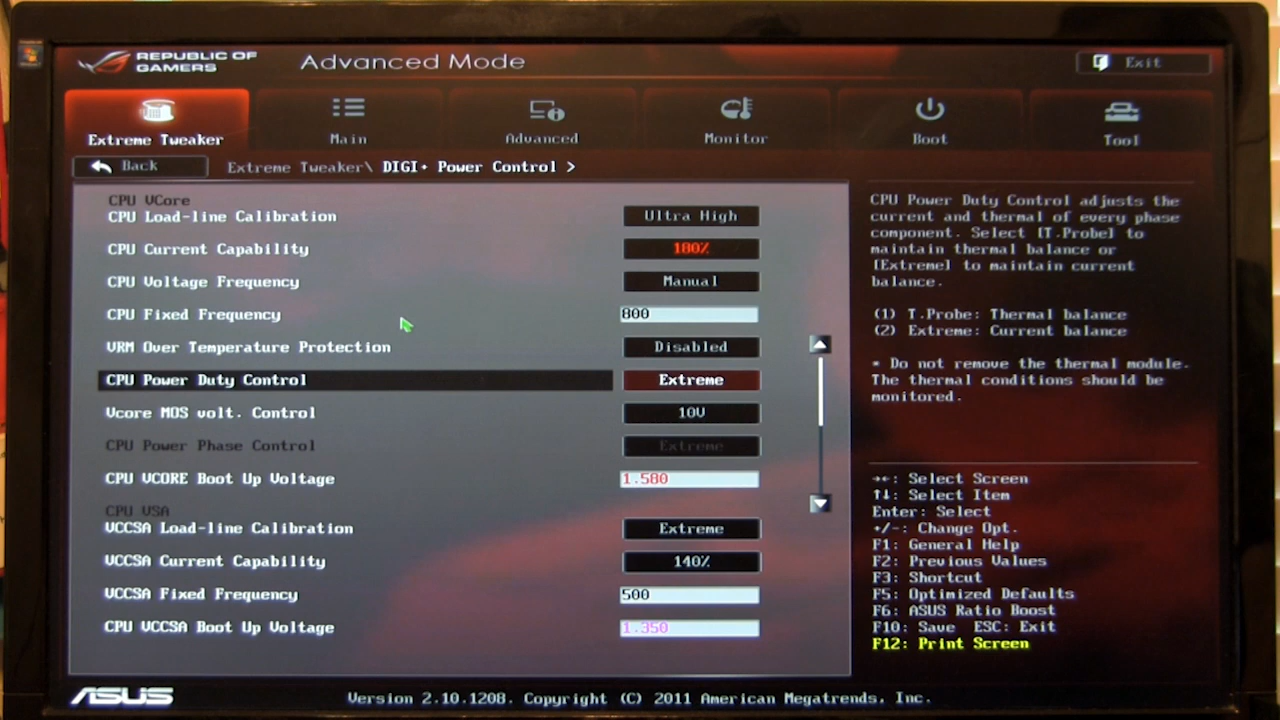 REPUBLIC OF
GAMERS
Advanced Mode
Exit
Extreme Tweaker
Main
Advanced
Monitor
Boot
Tool
Back
Extreme Tweaker\ DIGI+ Power Control >
CPU VCore
CPU Load-line Calibration Ultra High
CPU Current Capability 180%
CPU Voltage Frequency Manual
CPU Fixed Frequency 800
VRM Over Temperature Protection Disabled
CPU Power Duty Control Extreme
Vcore MOS volt. Control 10V
CPU Power Phase Control Extreme
CPU VCORE Boot Up Voltage 1.580
CPU VSA
VCCSA Load-line Calibration Extreme
VCCSA Current Capability 140%
VCCSA Fixed Frequency 500
CPU VCCSA Boot Up Voltage 1.350
CPU Power Duty Control adjusts the
current and thermal of every phase
component. Select [T.Probe] to
maintain thermal balance or
[Extreme] to maintain current
balance.
(1) T.Probe: Thermal balance
(2) Extreme: Current balance
* Do not remove the thermal module.
The thermal conditions should be
monitored.
→←: Select Screen
↑↓: Select Item
Enter: Select
+/-: Change Opt.
F1: General Help
F2: Previous Values
F3: Shortcut
F5: Optimized Defaults
F6: ASUS Ratio Boost
F10: Save ESC: Exit
F12: Print Screen
ASUS
Version 2.10.1208. Copyright (C) 2011 American Megatrends, Inc.